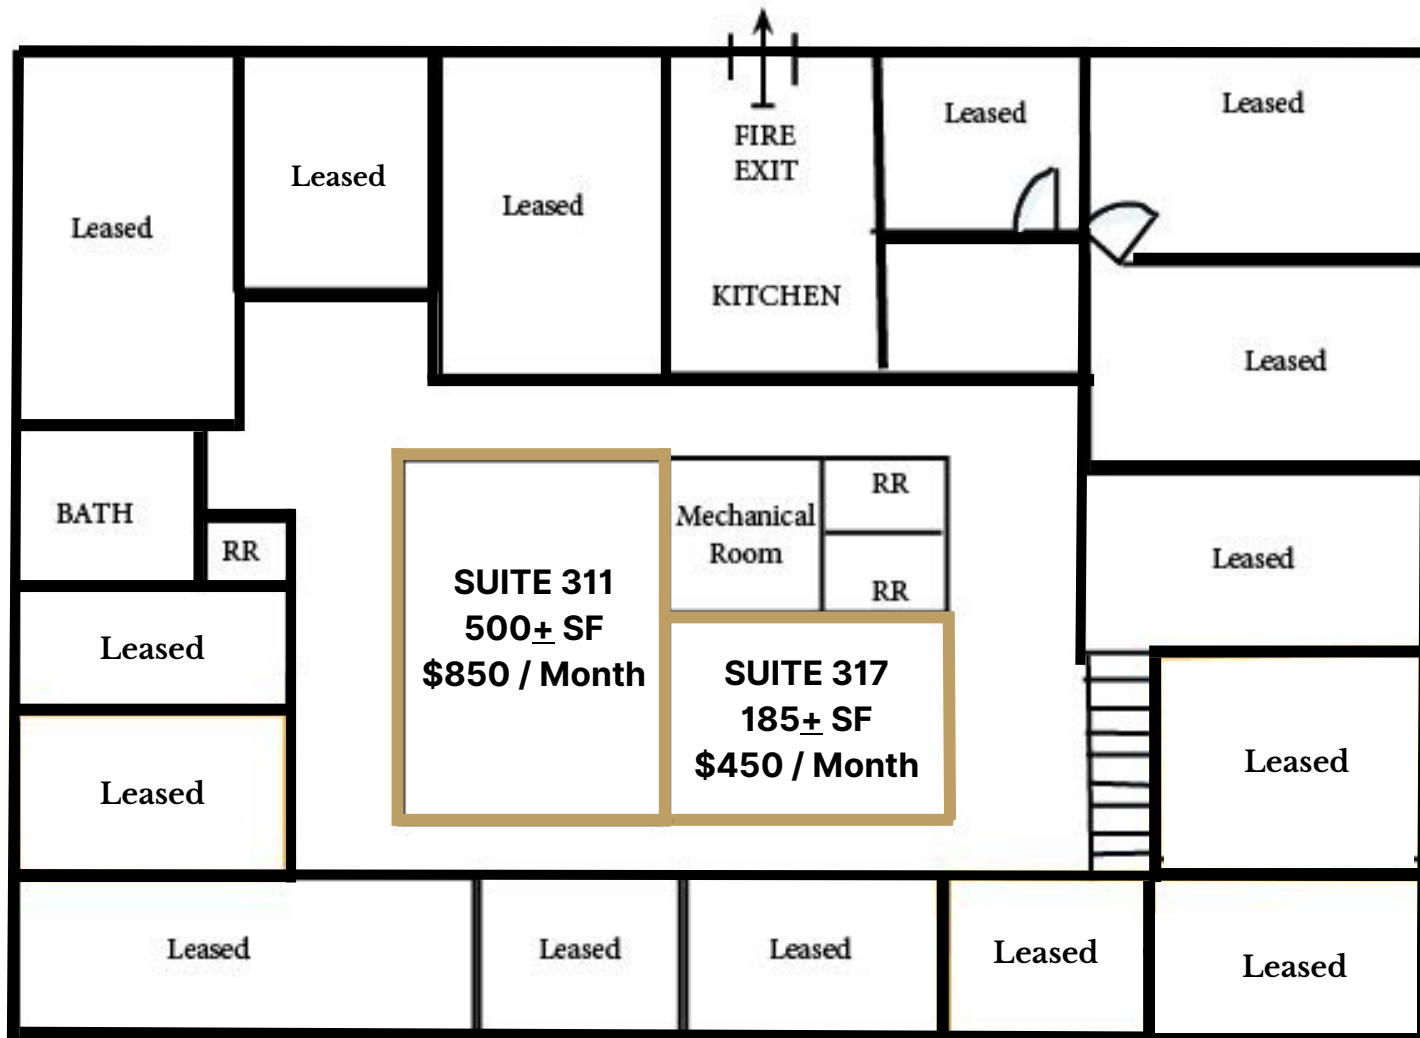 FIRE
EXIT
Leased
Leased
Leased
Leased
Leased
KITCHEN
Leased
BATH
RR
Mechanical
Room
RR
RR
Leased
SUITE 311
500± SF
$850 / Month
SUITE 317
185± SF
$450 / Month
Leased
Leased
Leased
Leased
Leased
Leased
Leased
Leased
Leased